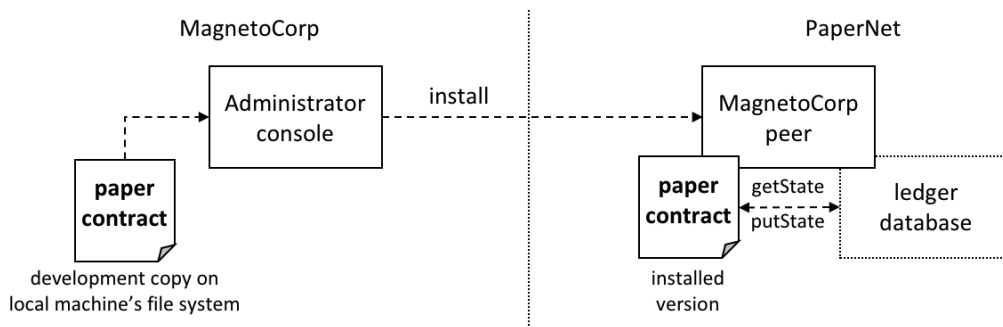 MagnetoCorp
PaperNet
Administrator
console
install
MagnetoCorp
peer
paper
contract
development copy on
local machine's file system
paper
contract
installed
version
getState
putState
ledger
database